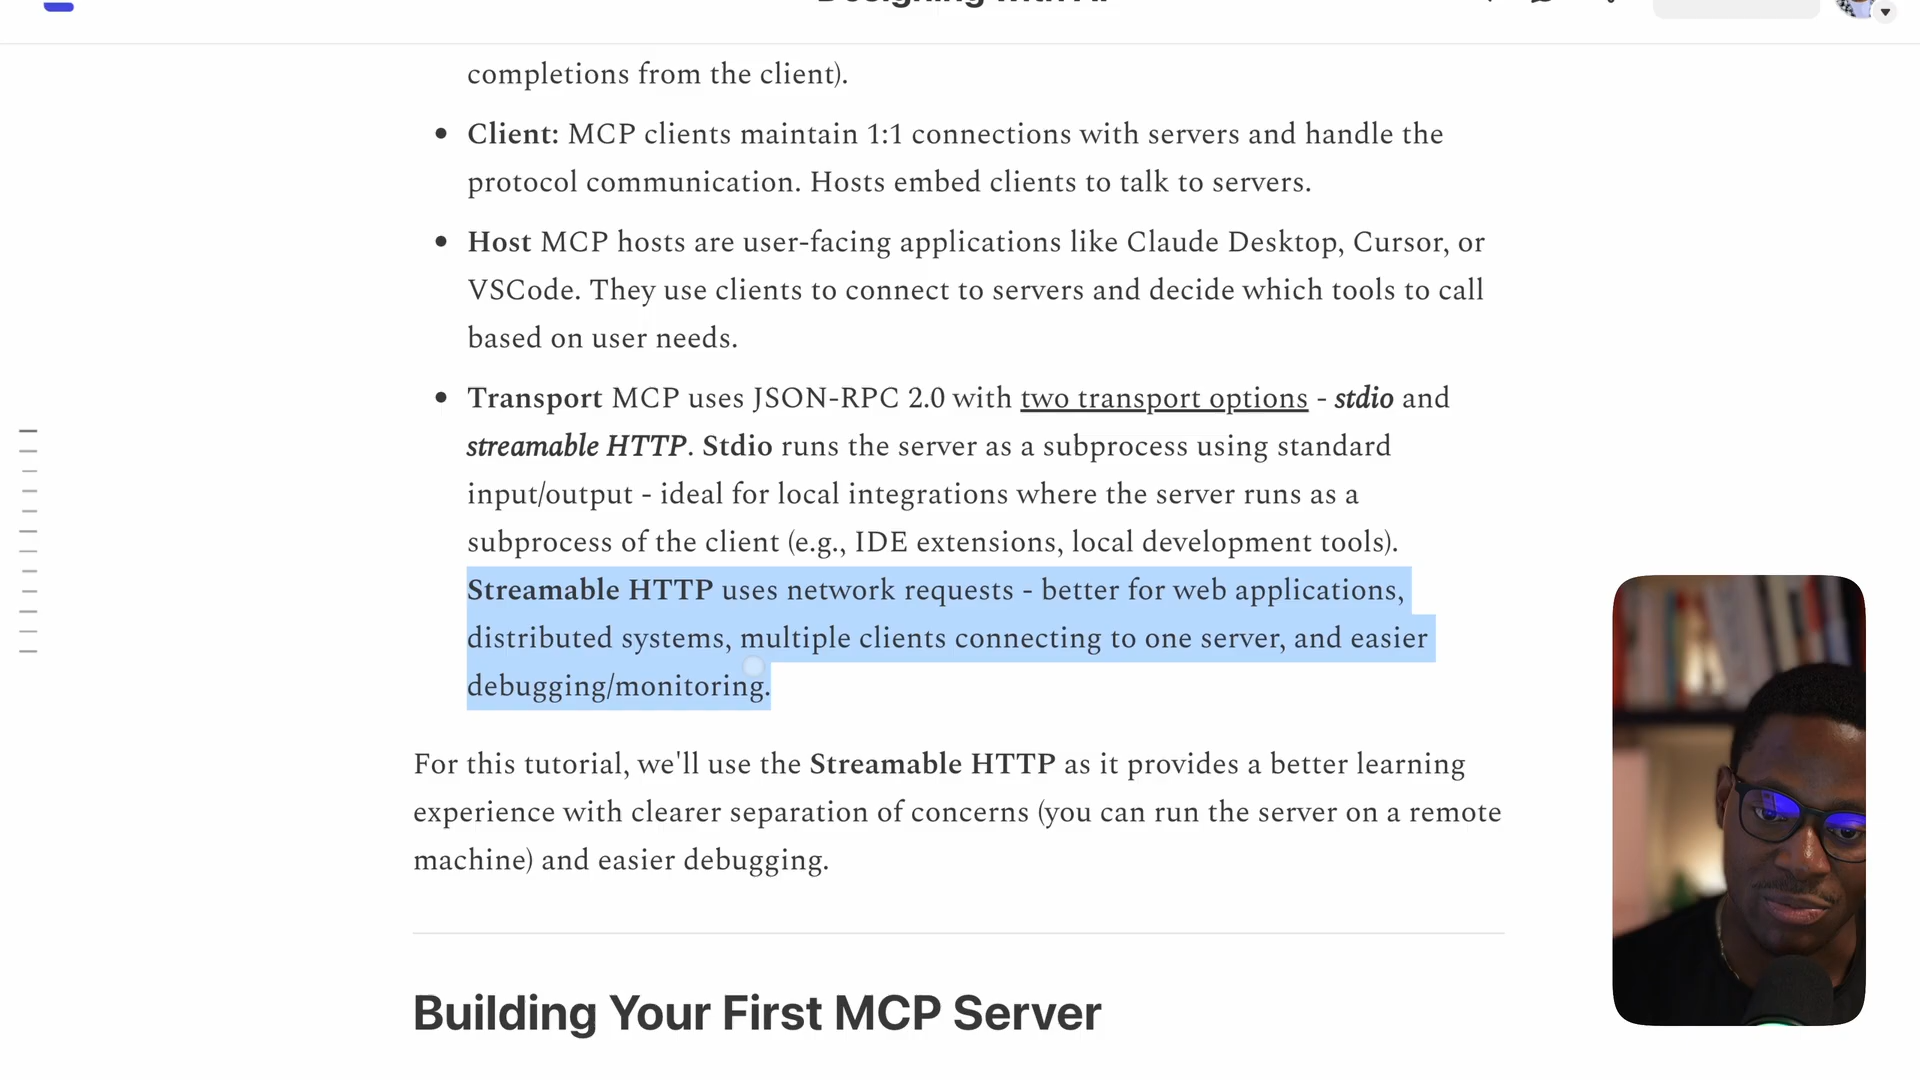 Designing with AI
completions from the client).
• Client: MCP clients maintain 1:1 connections with servers and handle the
protocol communication. Hosts embed clients to talk to servers.
• Host MCP hosts are user-facing applications like Claude Desktop, Cursor, or
VSCode. They use clients to connect to servers and decide which tools to call
based on user needs.
• Transport MCP uses JSON-RPC 2.0 with two transport options - stdio and
streamable HTTP. Stdio runs the server as a subprocess using standard
input/output - ideal for local integrations where the server runs as a
subprocess of the client (e.g., IDE extensions, local development tools).
Streamable HTTP uses network requests - better for web applications,
distributed systems, multiple clients connecting to one server, and easier
debugging/monitoring.
For this tutorial, we'll use the Streamable HTTP as it provides a better learning
experience with clearer separation of concerns (you can run the server on a remote
machine) and easier debugging.
Building Your First MCP Server